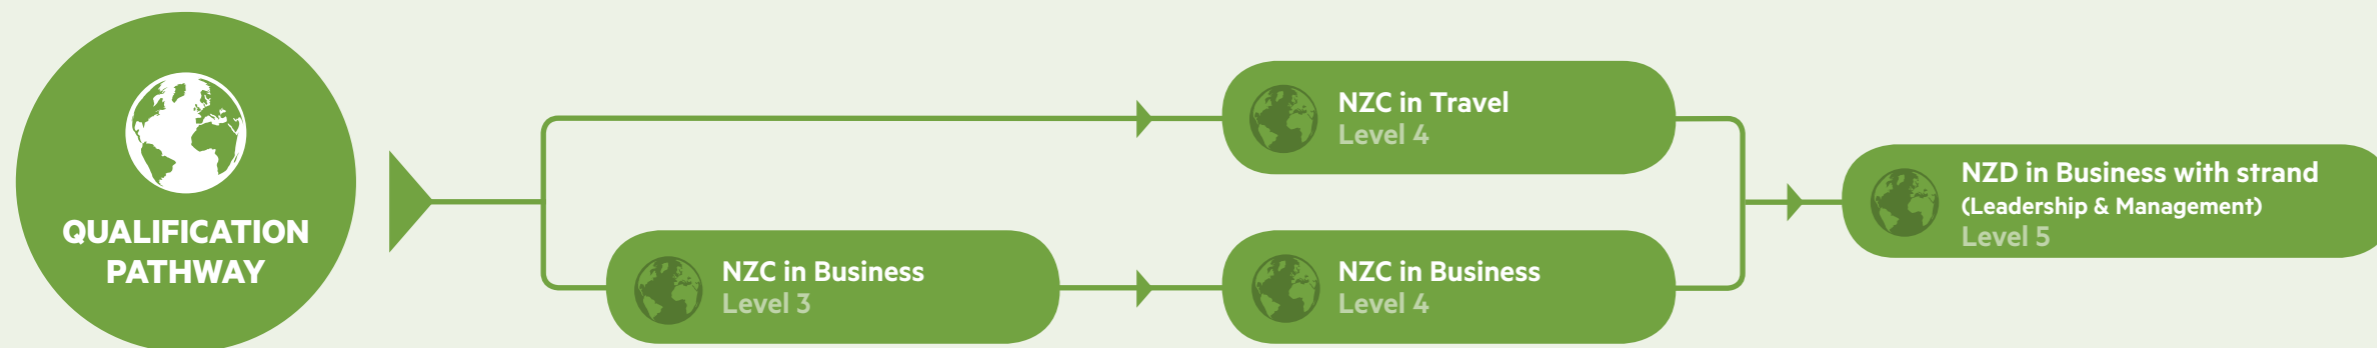 QUALIFICATION
PATHWAY
NZC in Travel
Level 4
NZC in Business
Level 3
NZC in Business
Level 4
NZD in Business with strand
(Leadership & Management)
Level 5